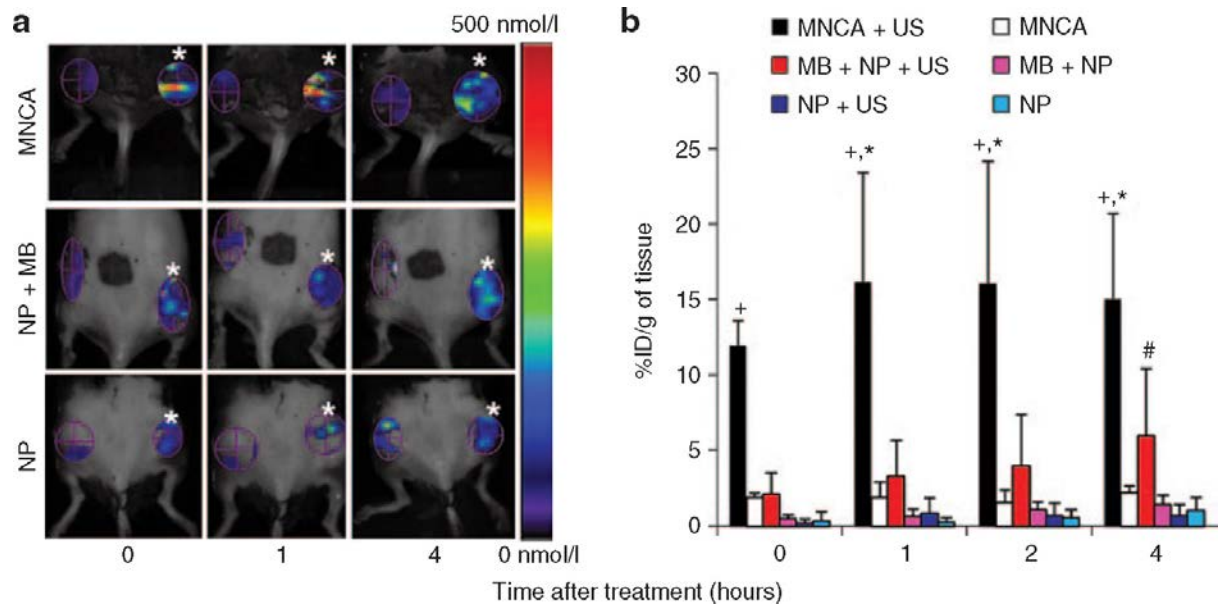 a
500 nmol/l
MNCA
*
*
*
NP + MB
*
*
*
NP
*
*
*
0
1
4
0 nmol/l
b
MNCA + US
MNCA
MB + NP + US
MB + NP
NP + US
NP
%ID/g of tissue
30
25
20
15
10
5
0
+
+,*
+,*
+,*
#
0
1
2
4
Time after treatment (hours)